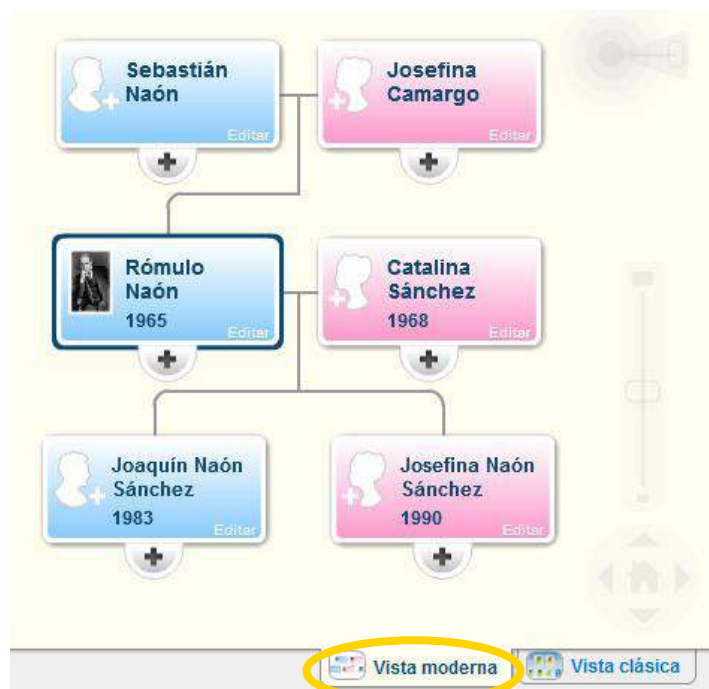 Sebastián
Naón
Editar
Josefina
Camargo
Editar
Rómulo
Naón
1965
Editar
Catalina
Sánchez
1968
Editar
Joaquín Naón
Sánchez
1983
Editar
Josefina Naón
Sánchez
1990
Editar
Vista moderna
Vista clásica